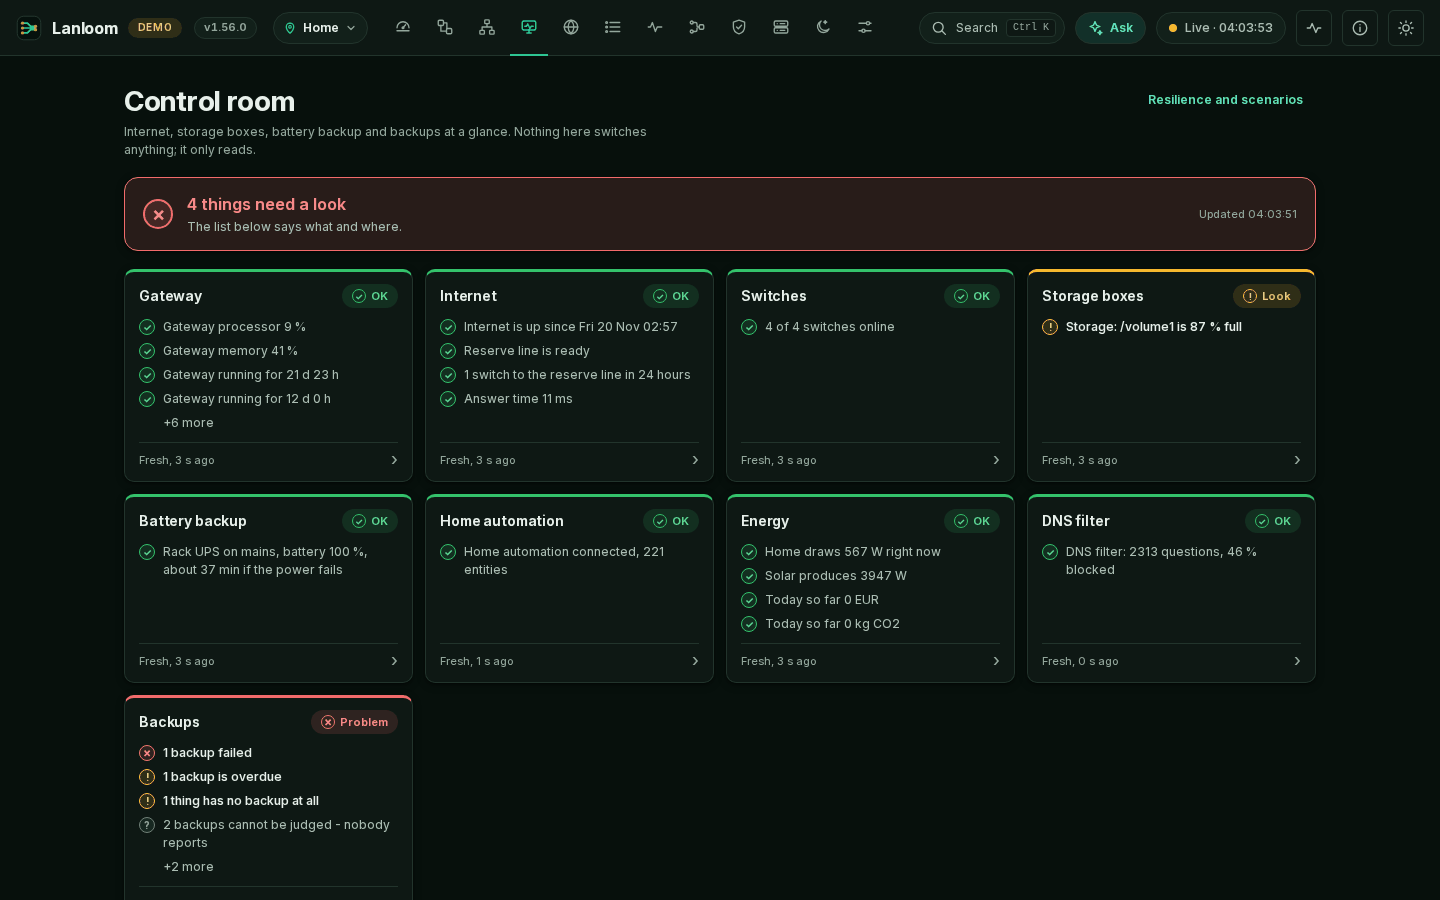 Lanloom DEMO v1.56.0 Home Search Ctrl K Ask Live · 04:03:53
Control room
Resilience and scenarios
Internet, storage boxes, battery backup and backups at a glance. Nothing here switches
anything; it only reads.
4 things need a look
The list below says what and where.
Updated 04:03:51
Gateway OK
Gateway processor 9 %
Gateway memory 41 %
Gateway running for 21 d 23 h
Gateway running for 12 d 0 h
+6 more
Fresh, 3 s ago
Internet OK
Internet is up since Fri 20 Nov 02:57
Reserve line is ready
1 switch to the reserve line in 24 hours
Answer time 11 ms
Fresh, 3 s ago
Switches OK
4 of 4 switches online
Fresh, 3 s ago
Storage boxes Look
Storage: /volume1 is 87 % full
Fresh, 3 s ago
Battery backup OK
Rack UPS on mains, battery 100 %,
about 37 min if the power fails
Fresh, 3 s ago
Home automation OK
Home automation connected, 221
entities
Fresh, 1 s ago
Energy OK
Home draws 567 W right now
Solar produces 3947 W
Today so far 0 EUR
Today so far 0 kg CO2
Fresh, 3 s ago
DNS filter OK
DNS filter: 2313 questions, 46 %
blocked
Fresh, 0 s ago
Backups Problem
1 backup failed
1 backup is overdue
1 thing has no backup at all
2 backups cannot be judged - nobody
reports
+2 more